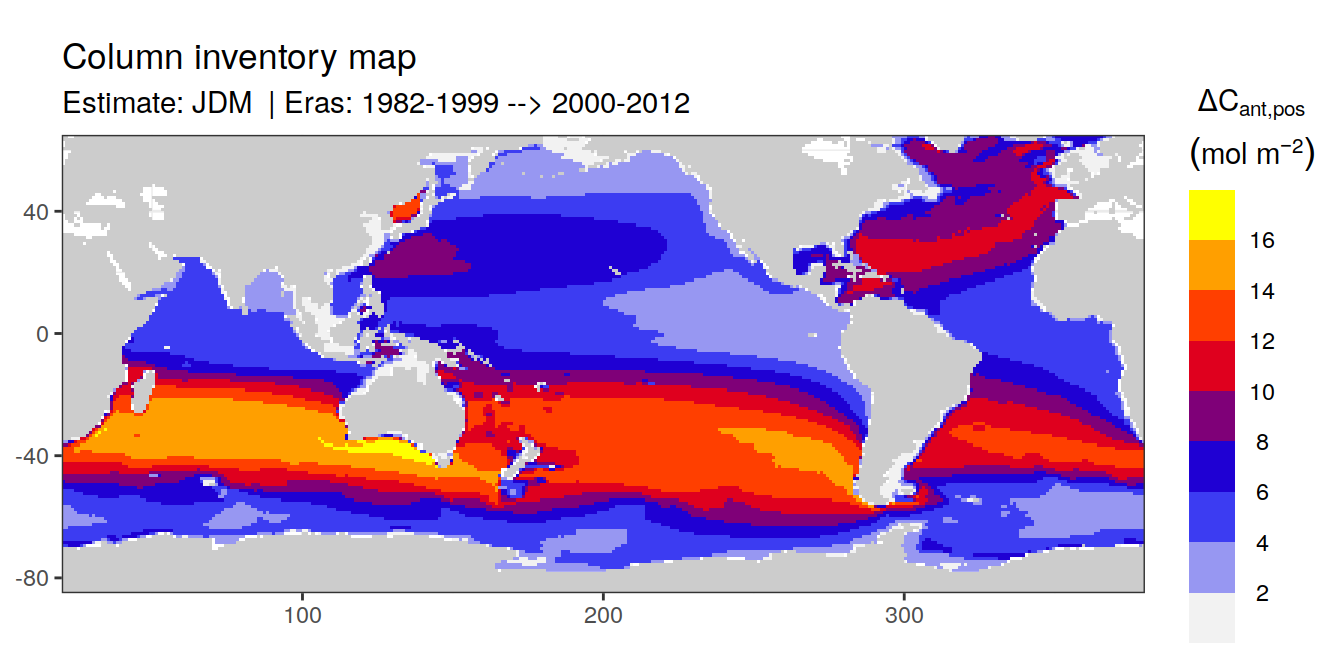 Column inventory map
Estimate: JDM | Eras: 1982-1999 --> 2000-2012
ΔCant,pos
(mol m−2)
16
14
12
10
8
6
4
2
40
0
-40
-80
100 200 300